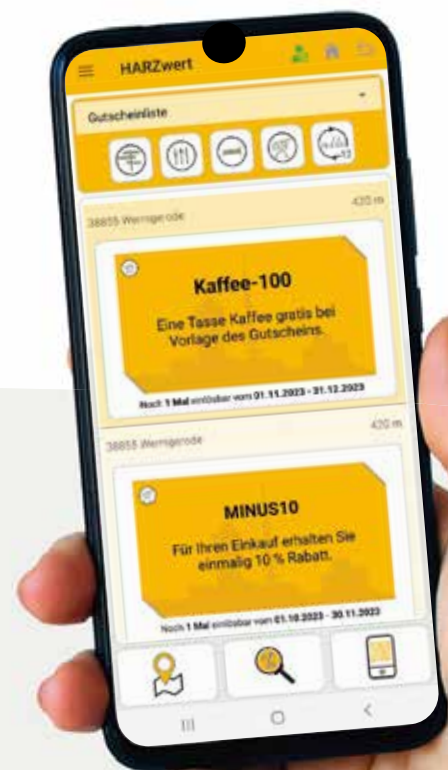 HARZwert
Gutscheinliste
38855 Wernigerode
420 m
Kaffee-100
Eine Tasse Kaffee gratis bei
Vorlage des Gutscheins.
Noch 1 Mal einlösbar vom 01.11.2023 - 31.12.2023
38855 Wernigerode
420 m
MINUS10
Für Ihren Einkauf erhalten Sie
einmalig 10 % Rabatt.
Noch 1 Mal einlösbar vom 01.10.2023 - 30.11.2023